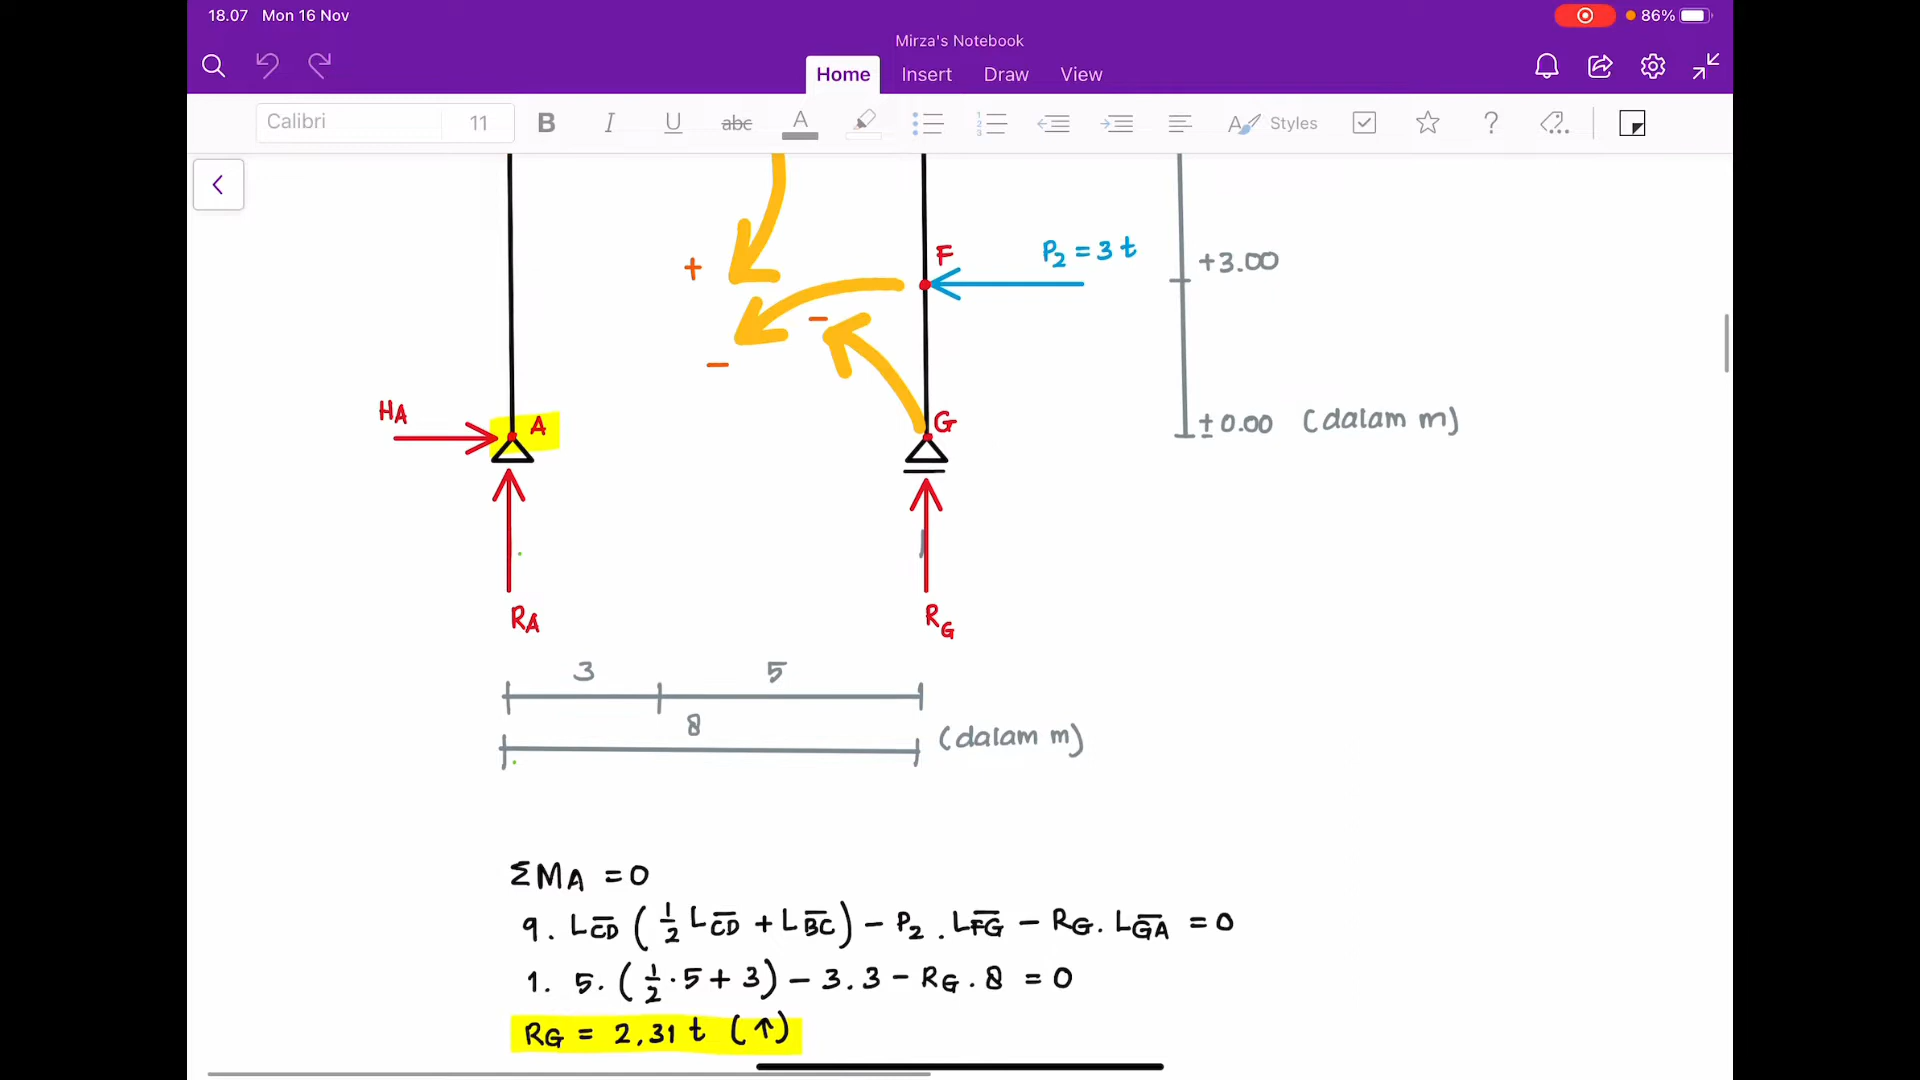 18.07 Mon 16 Nov
86%
Mirza's Notebook
Home Insert Draw View
Calibri 11 B I U abc A Styles
+
F
P2 = 3 t
+3.00
−
−
HA
A
G
± 0.00 (dalam m)
RA
RG
3 5
8
(dalam m)
ΣMA = 0
q. LCD̅ (½ LCD̅ + LBC̅) − P2 . LFG̅ − RG. LGA̅ = 0
1. 5. (½ . 5 + 3) − 3.3 − RG . 8 = 0
RG = 2,31 t (↑)